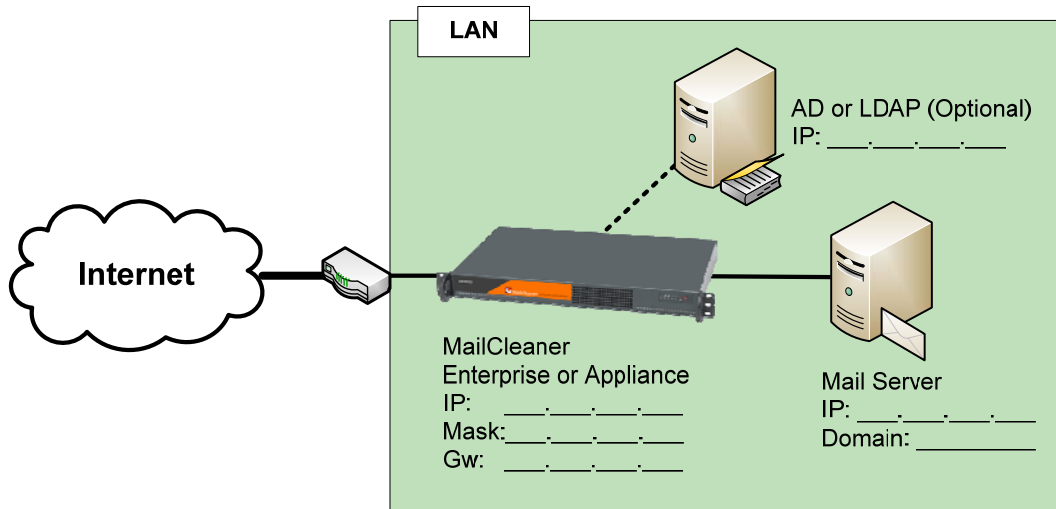 LAN
AD or LDAP (Optional)
IP: ___.___.___.___
Internet
MailCleaner
Enterprise or Appliance
IP: ___.___.___.___
Mask:___.___.___.___
Gw: ___.___.___.___
Mail Server
IP: ___.___.___.___
Domain: _________